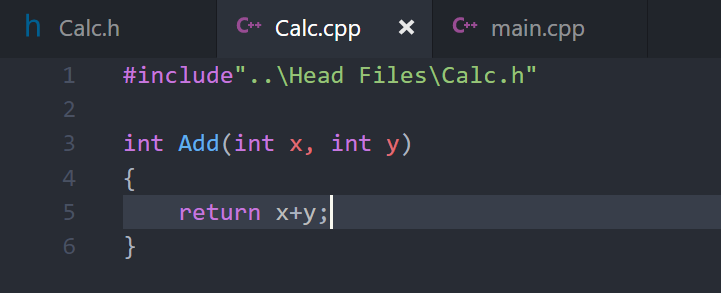 h Calc.h C++ Calc.cpp × C++ main.cpp
1 #include"..\Head Files\Calc.h"
2
3 int Add(int x, int y)
4 {
5 return x+y;
6 }